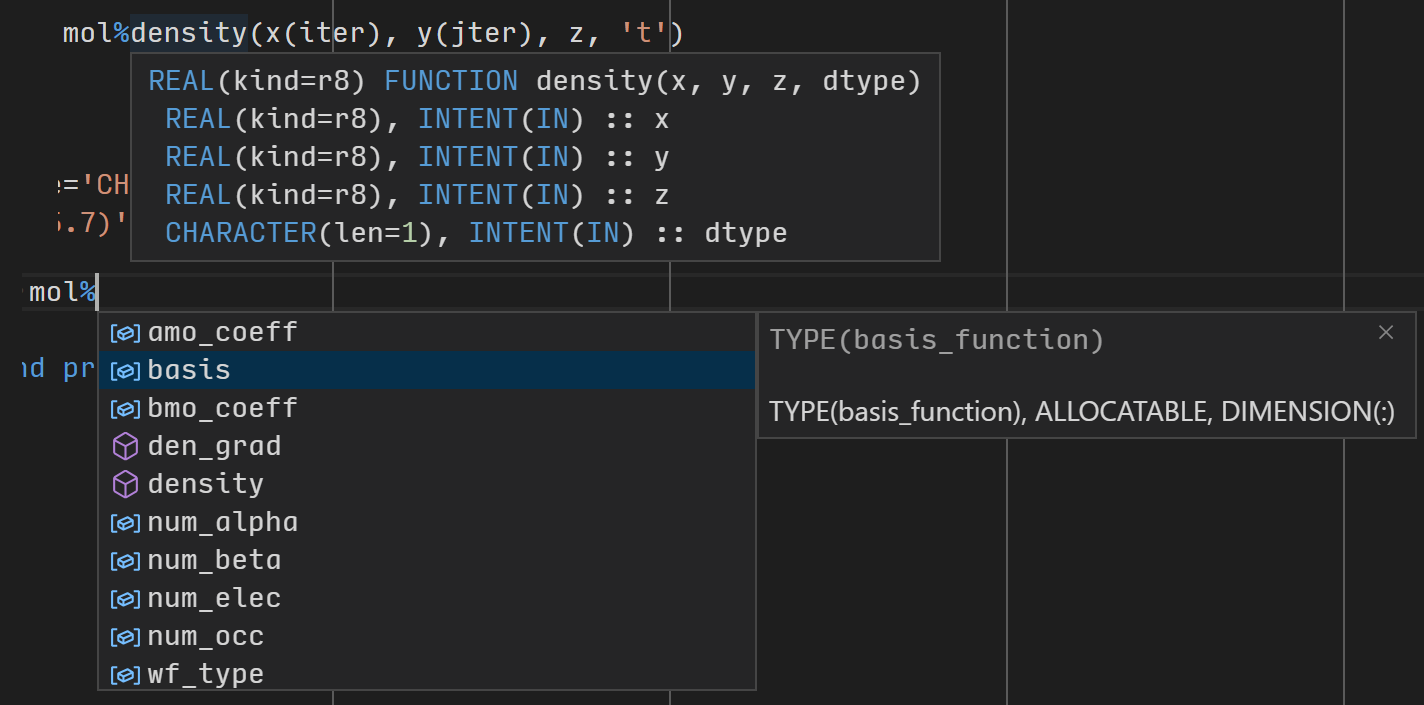 mol%density(x(iter), y(jter), z, 't')
REAL(kind=r8) FUNCTION density(x, y, z, dtype)
REAL(kind=r8), INTENT(IN) :: x
REAL(kind=r8), INTENT(IN) :: y
REAL(kind=r8), INTENT(IN) :: z
CHARACTER(len=1), INTENT(IN) :: dtype
='CH
.7)'
mol%
nd pr
amo_coeff
basis
bmo_coeff
den_grad
density
num_alpha
num_beta
num_elec
num_occ
wf_type
TYPE(basis_function)
TYPE(basis_function), ALLOCATABLE, DIMENSION(:)